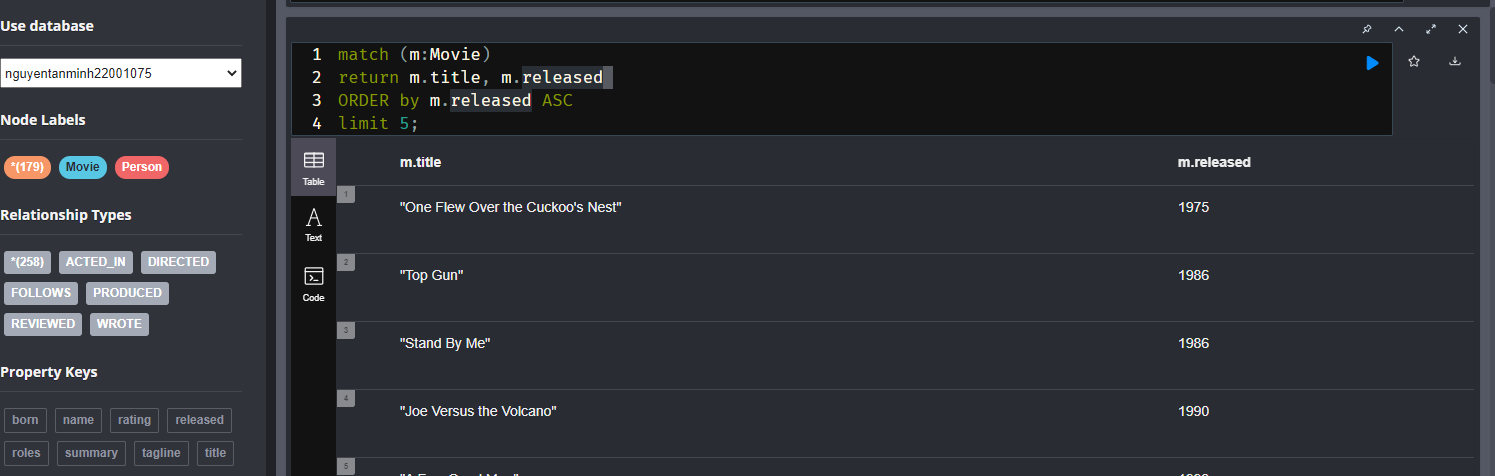 Use database
nguyentanminh22001075
Node Labels
*(179) Movie Person
Relationship Types
*(258) ACTED_IN DIRECTED
FOLLOWS PRODUCED
REVIEWED WROTE
Property Keys
born name rating released
roles summary tagline title
1 match (m:Movie)
2 return m.title, m.released
3 ORDER by m.released ASC
4 limit 5;
Table
Text
Code
m.title m.released
1
"One Flew Over the Cuckoo's Nest" 1975
2
"Top Gun" 1986
3
"Stand By Me" 1986
4
"Joe Versus the Volcano" 1990
5